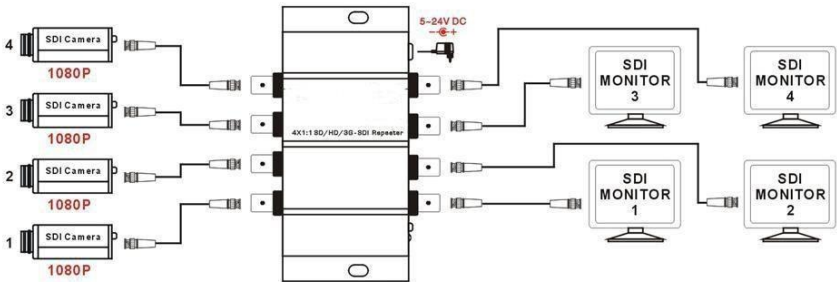 5-24V DC
4
SDI Camera
1080P
3
SDI Camera
1080P
2
SDI Camera
1080P
1
SDI Camera
1080P
4X1:1 SD/HD/3G-SDI Repeater
SDI
MONITOR
3
SDI
MONITOR
4
SDI
MONITOR
1
SDI
MONITOR
2